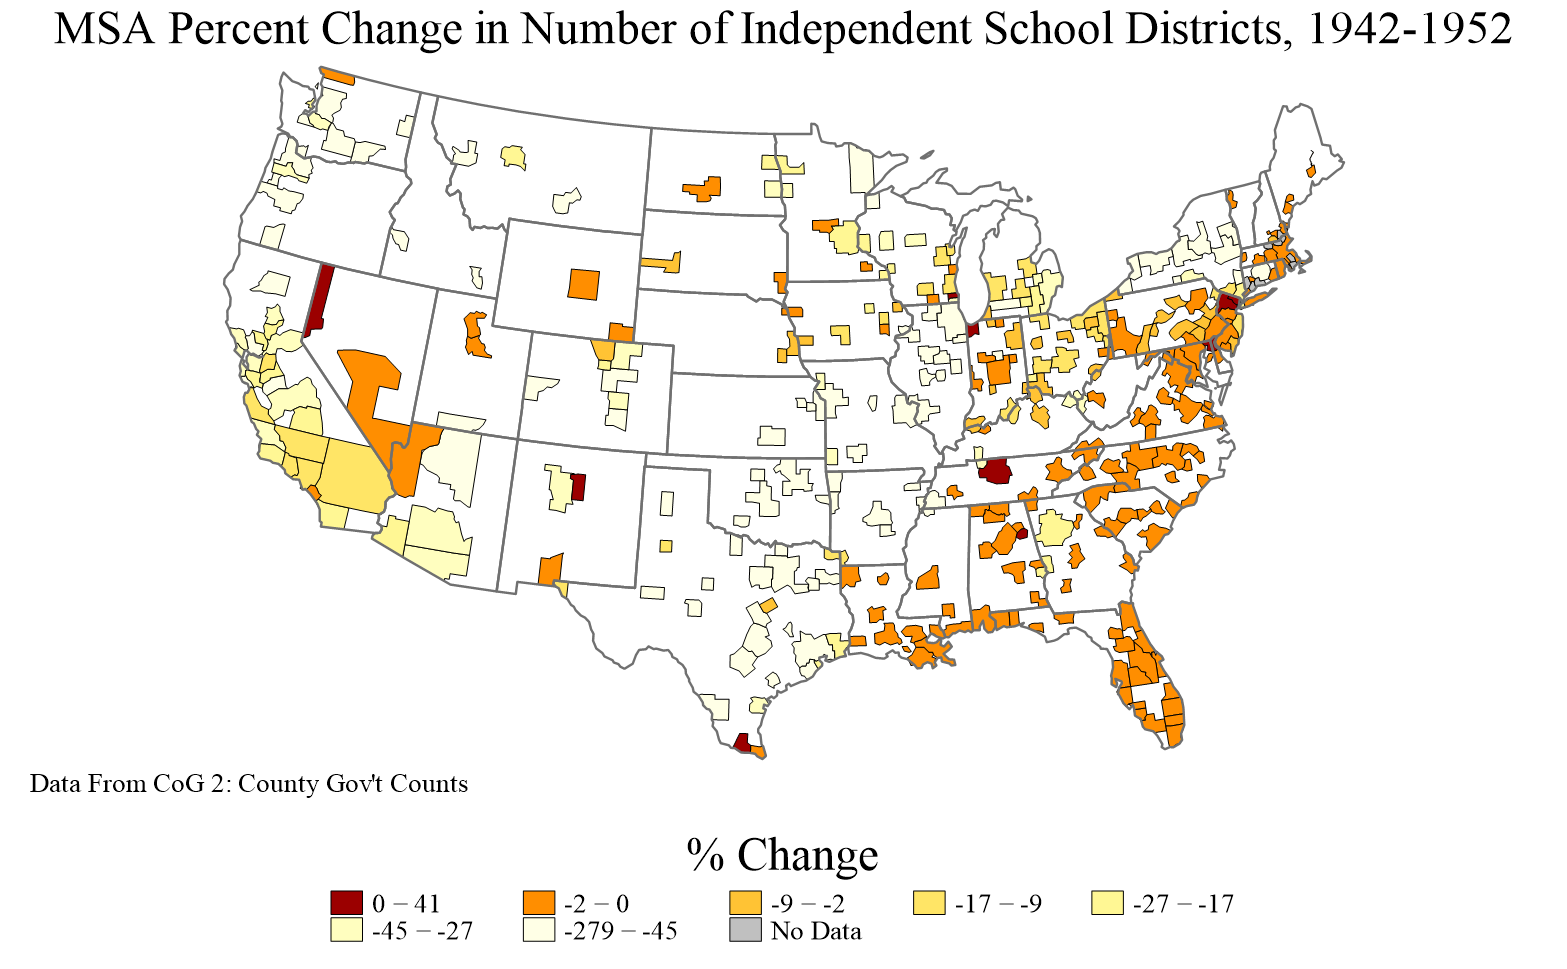 MSA Percent Change in Number of Independent School Districts, 1942-1952
Data From CoG 2: County Gov't Counts
% Change
0 – 41
-2 – 0
-9 – -2
-17 – -9
-27 – -17
-45 – -27
-279 – -45
No Data